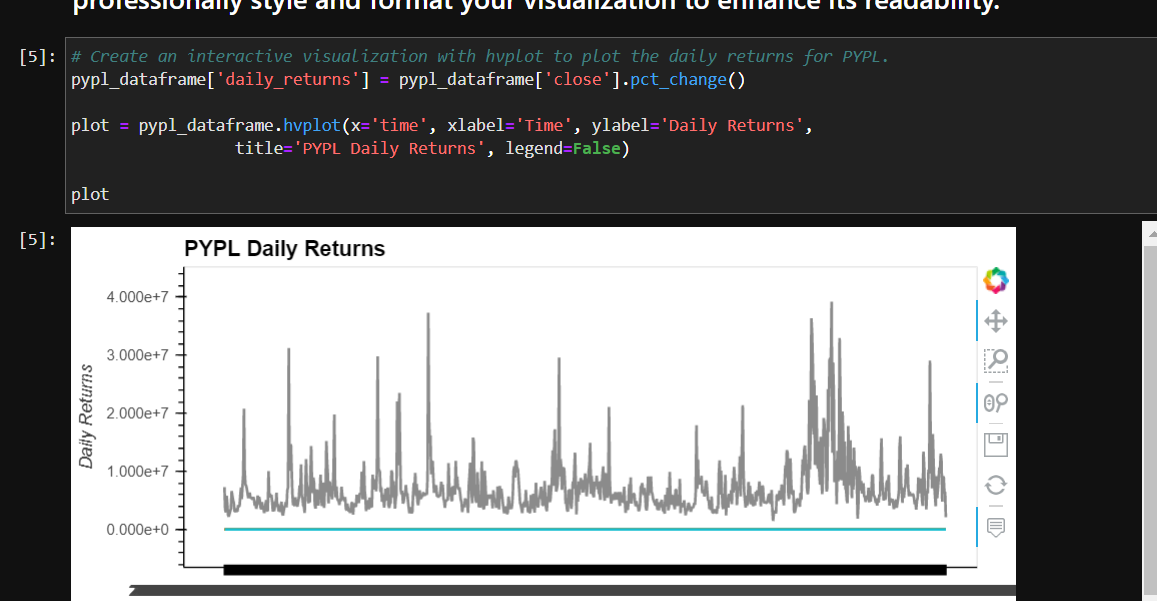 professionally style and format your visualization to enhance its readability.
[5]:
# Create an interactive visualization with hvplot to plot the daily returns for PYPL.
pypl_dataframe['daily_returns'] = pypl_dataframe['close'].pct_change()
plot = pypl_dataframe.hvplot(x='time', xlabel='Time', ylabel='Daily Returns',
title='PYPL Daily Returns', legend=False)
plot
[5]:
PYPL Daily Returns
4.000e+7
3.000e+7
2.000e+7
1.000e+7
0.000e+0
Daily Returns